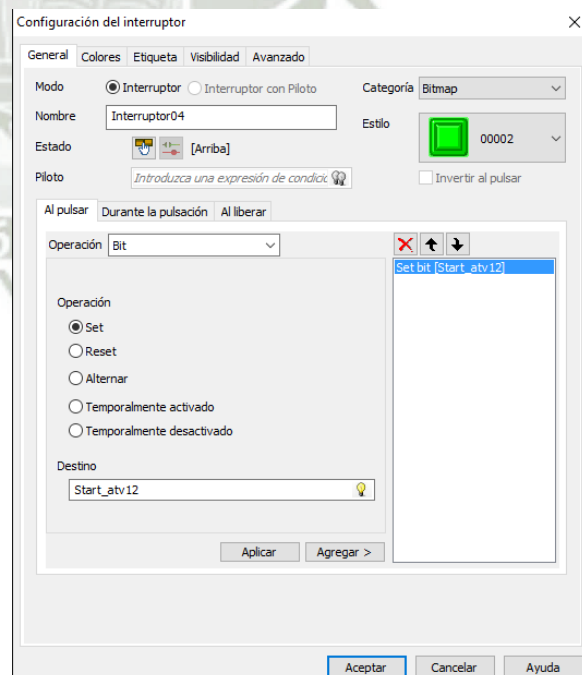 Configuración del interruptor
General Colores Etiqueta Visibilidad Avanzado
Modo Interruptor Interruptor con Piloto Categoría Bitmap
Nombre Interruptor04
Estilo 00002
Estado [Arriba]
Piloto Introduzca una expresión de condici Invertir al pulsar
Al pulsar Durante la pulsación Al liberar
Operación Bit
Set bit [Start_atv12]
Operación
Set
Reset
Alternar
Temporalmente activado
Temporalmente desactivado
Destino
Start_atv12
Aplicar Agregar >
Aceptar Cancelar Ayuda